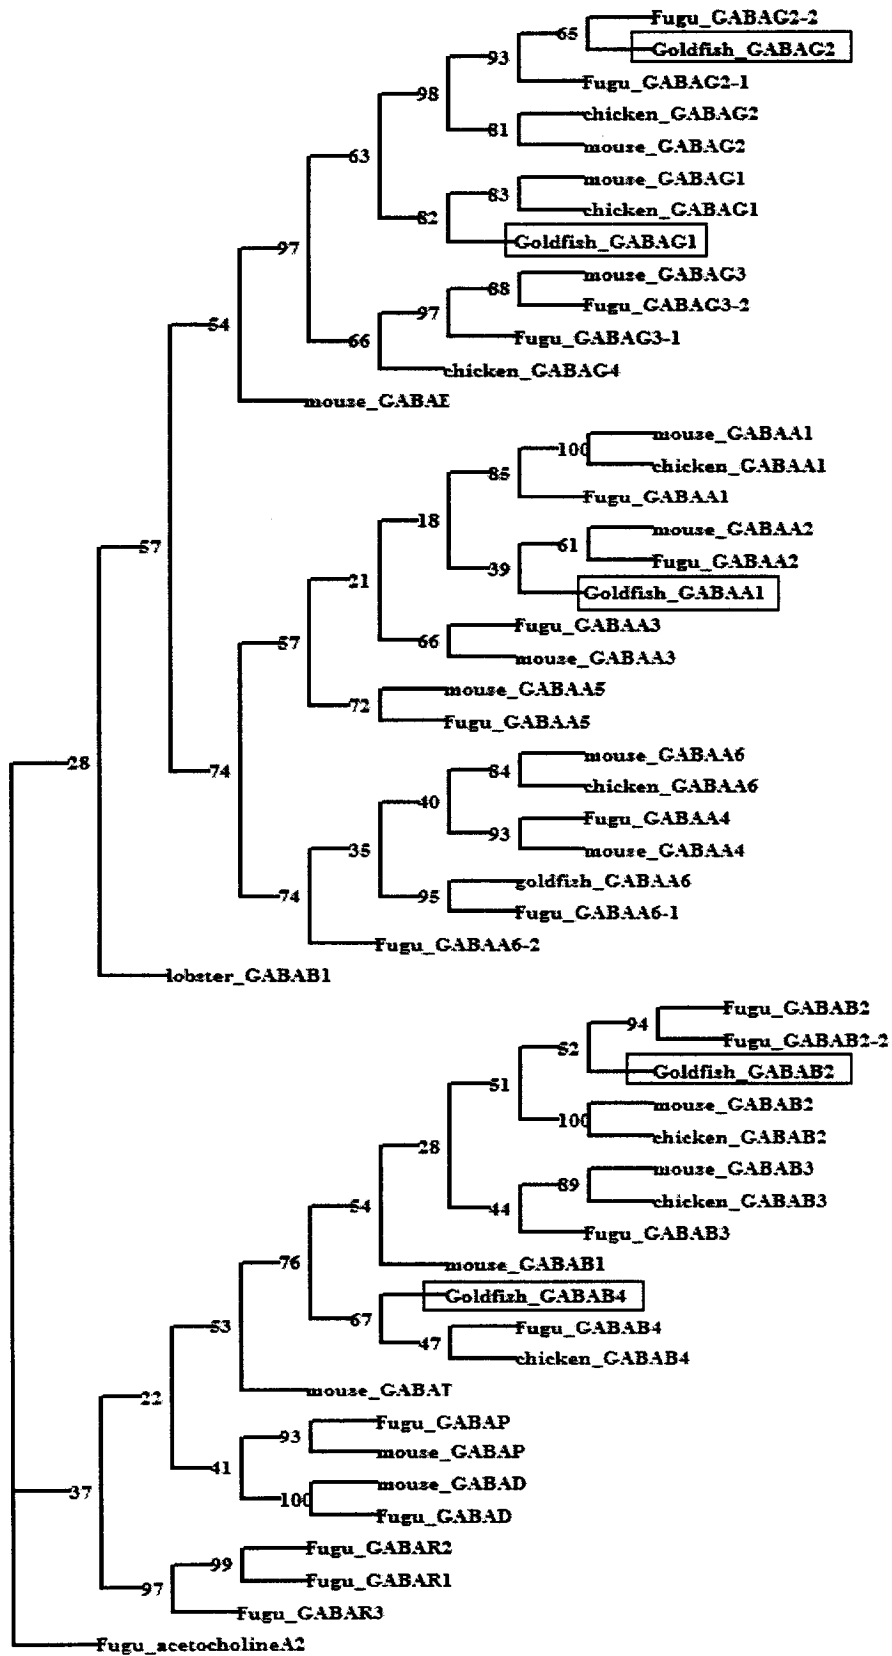 Fugu_GABAG2-2
65
Goldfish_GABAG2
93
Fugu_GABAG2-1
98
chicken_GABAG2
81
mouse_GABAG2
63
mouse_GABAG1
83
chicken_GABAG1
82
Goldfish_GABAG1
97
mouse_GABAG3
88
Fugu_GABAG3-2
97
Fugu_GABAG3-1
54
66
chicken_GABAG4
mouse_GABAE
mouse_GABAA1
100
chicken_GABAA1
85
Fugu_GABAA1
18
mouse_GABAA2
61
Fugu_GABAA2
57
39
21
Goldfish_GABAA1
Fugu_GABAA3
57
66
mouse_GABAA3
mouse_GABAA5
72
Fugu_GABAA5
mouse_GABAA6
28
74
84
chicken_GABAA6
40
Fugu_GABAA4
93
35
mouse_GABAA4
goldfish_GABAA6
74
95
Fugu_GABAA6-1
Fugu_GABAA6-2
lobster_GABAB1
Fugu_GABAB2
94
Fugu_GABAB2-2
52
Goldfish_GABAB2
51
mouse_GABAB2
100
chicken_GABAB2
28
mouse_GABAB3
89
chicken_GABAB3
54
44
Fugu_GABAB3
76
mouse_GABAB1
Goldfish_GABAB4
67
53
Fugu_GABAB4
47
chicken_GABAB4
22
mouse_GABAT
Fugu_GABAP
93
mouse_GABAP
41
mouse_GABAD
37
100
Fugu_GABAD
Fugu_GABAR2
99
97
Fugu_GABAR1
Fugu_GABAR3
Fugu_acetocholineA2